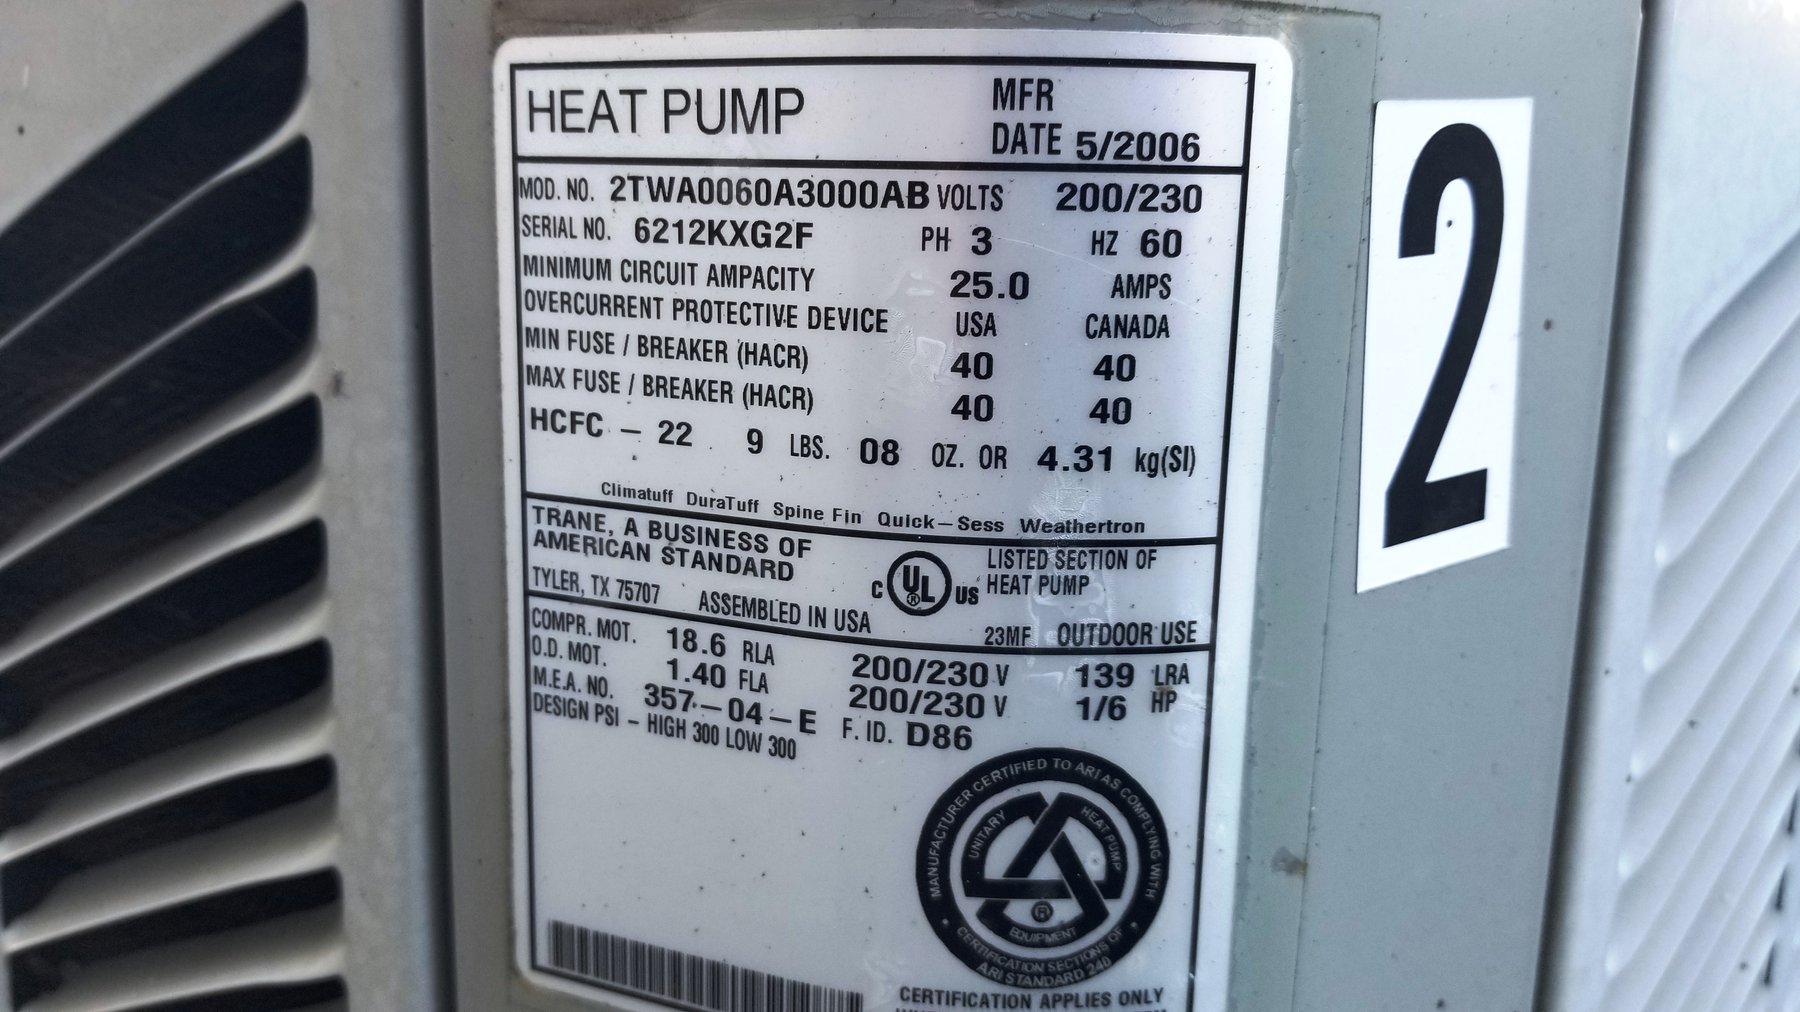 HEAT PUMP
MFR
DATE 5/2006
MOD. NO. 2TWA0060A3000AB VOLTS 200/230
SERIAL NO. 6212KXG2F PH 3 HZ 60
MINIMUM CIRCUIT AMPACITY 25.0 AMPS
OVERCURRENT PROTECTIVE DEVICE USA CANADA
MIN FUSE / BREAKER (HACR) 40 40
MAX FUSE / BREAKER (HACR) 40 40
HCFC – 22 9 LBS. 08 OZ. OR 4.31 kg(SI)
Climatuff DuraTuff Spine Fin Quick–Sess Weathertron
TRANE, A BUSINESS OF
AMERICAN STANDARD
TYLER, TX 75707 ASSEMBLED IN USA
C UL ® US
LISTED SECTION OF
HEAT PUMP
23MF OUTDOOR USE
COMPR. MOT. 18.6 RLA 200/230 V 139 LRA
O.D. MOT. 1.40 FLA 200/230 V 1/6 HP
M.E.A. NO. 357–04–E F. ID. D86
DESIGN PSI – HIGH 300 LOW 300
MANUFACTURER CERTIFIED TO ARI AS COMPLYING WITH
UNITARY HEAT PUMP
®
EQUIPMENT
CERTIFICATION SECTIONS OF
ARI STANDARD 240
CERTIFICATION APPLIES ONLY
2